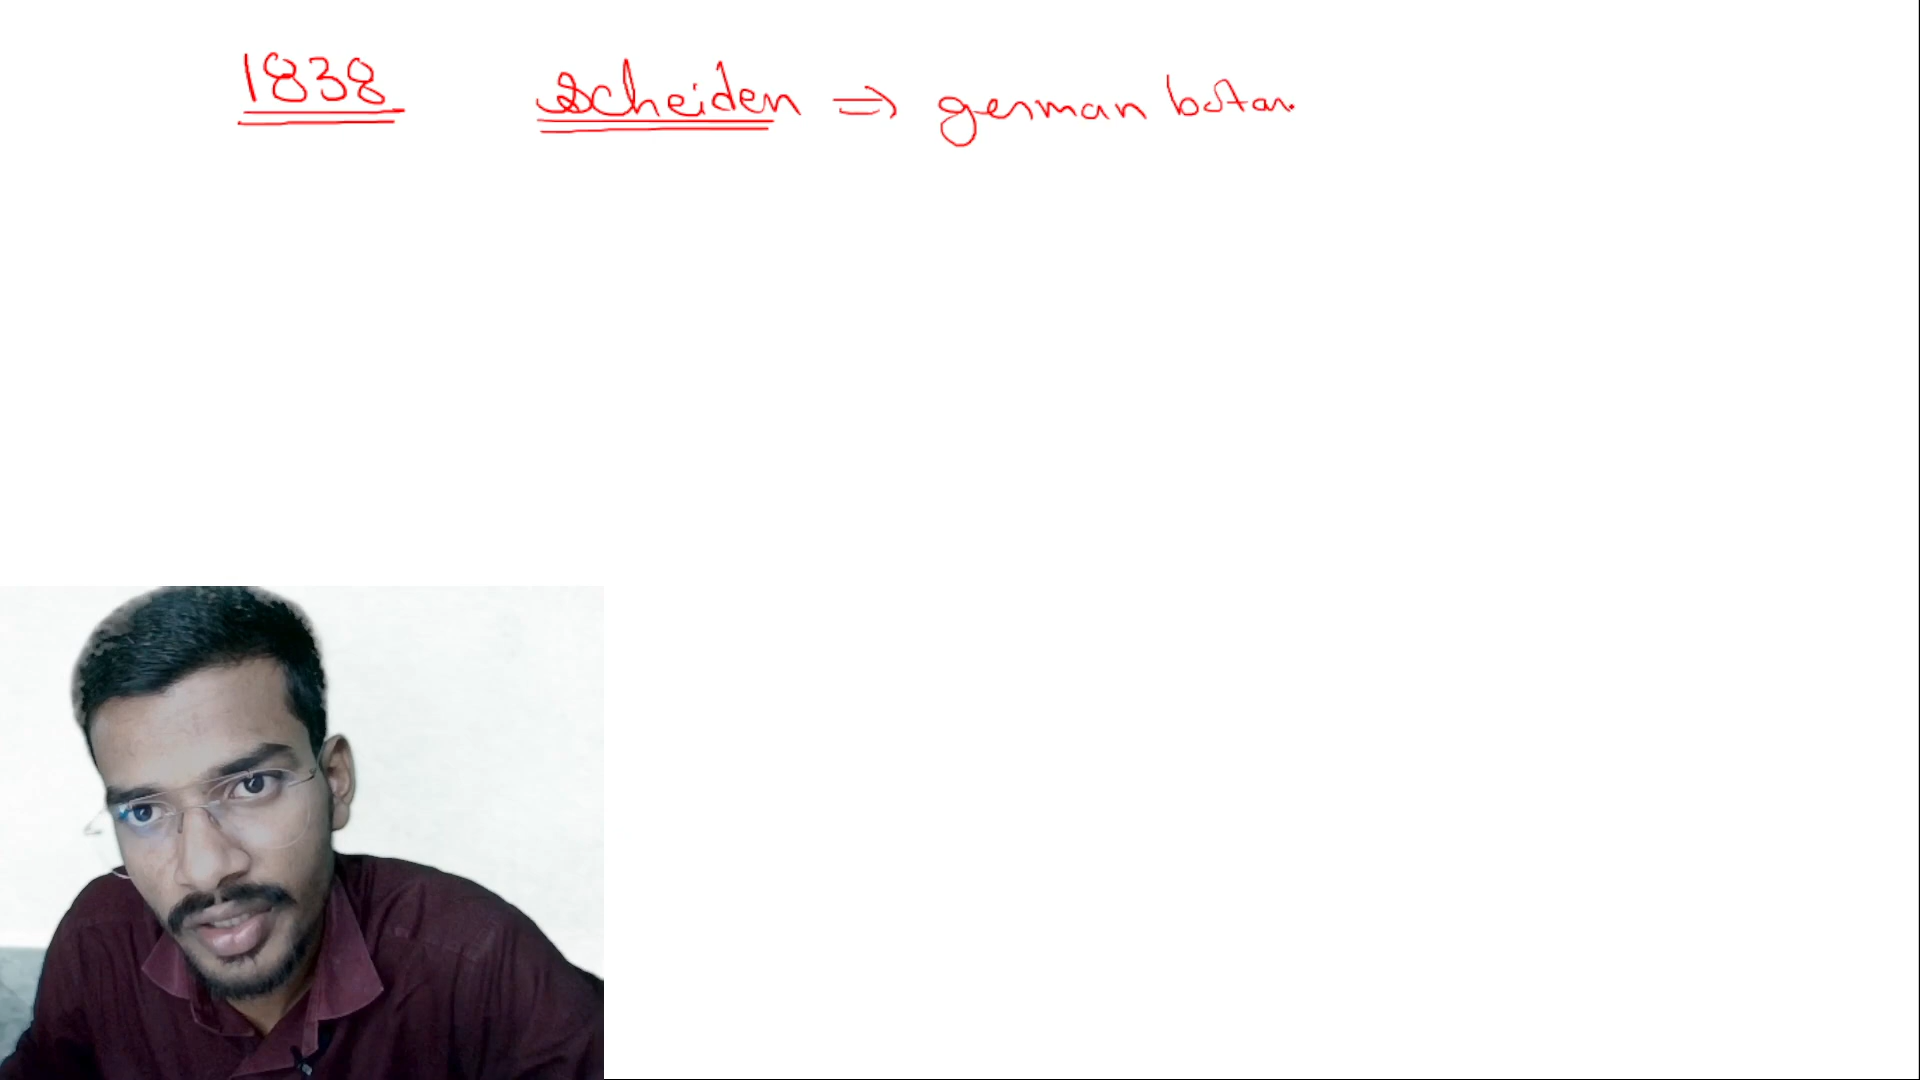 1838 scheiden ⇒ german botan